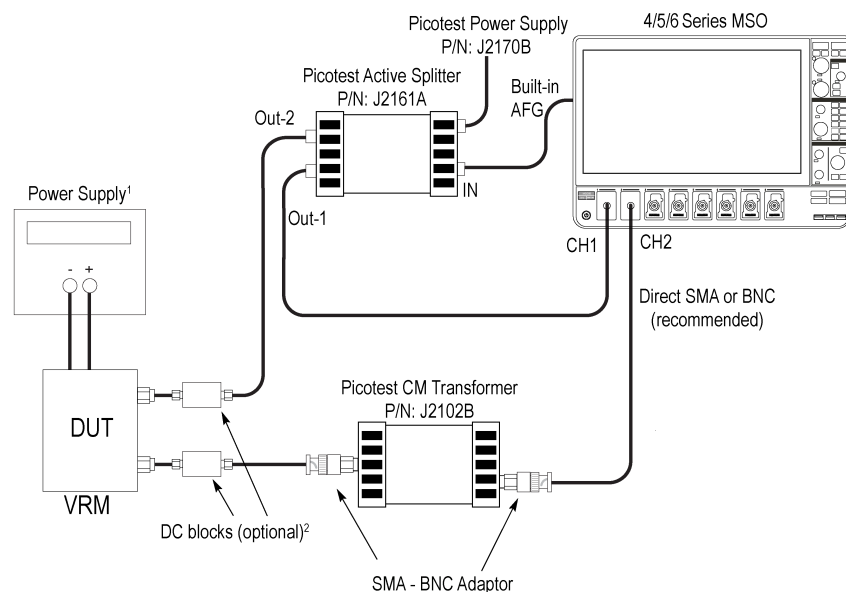 4/5/6 Series MSO
Picotest Power Supply
P/N: J2170B
Picotest Active Splitter
P/N: J2161A
Built-in
AFG
Out-2
IN
Power Supply¹
Out-1
- +
CH1
CH2
Direct SMA or BNC
(recommended)
Picotest CM Transformer
P/N: J2102B
DUT
VRM
DC blocks (optional)²
SMA - BNC Adaptor